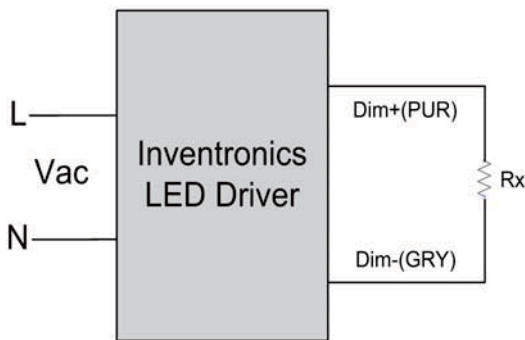 L
Vac
N
Inventronics
LED Driver
Dim+(PUR)
Rx
Dim-(GRY)